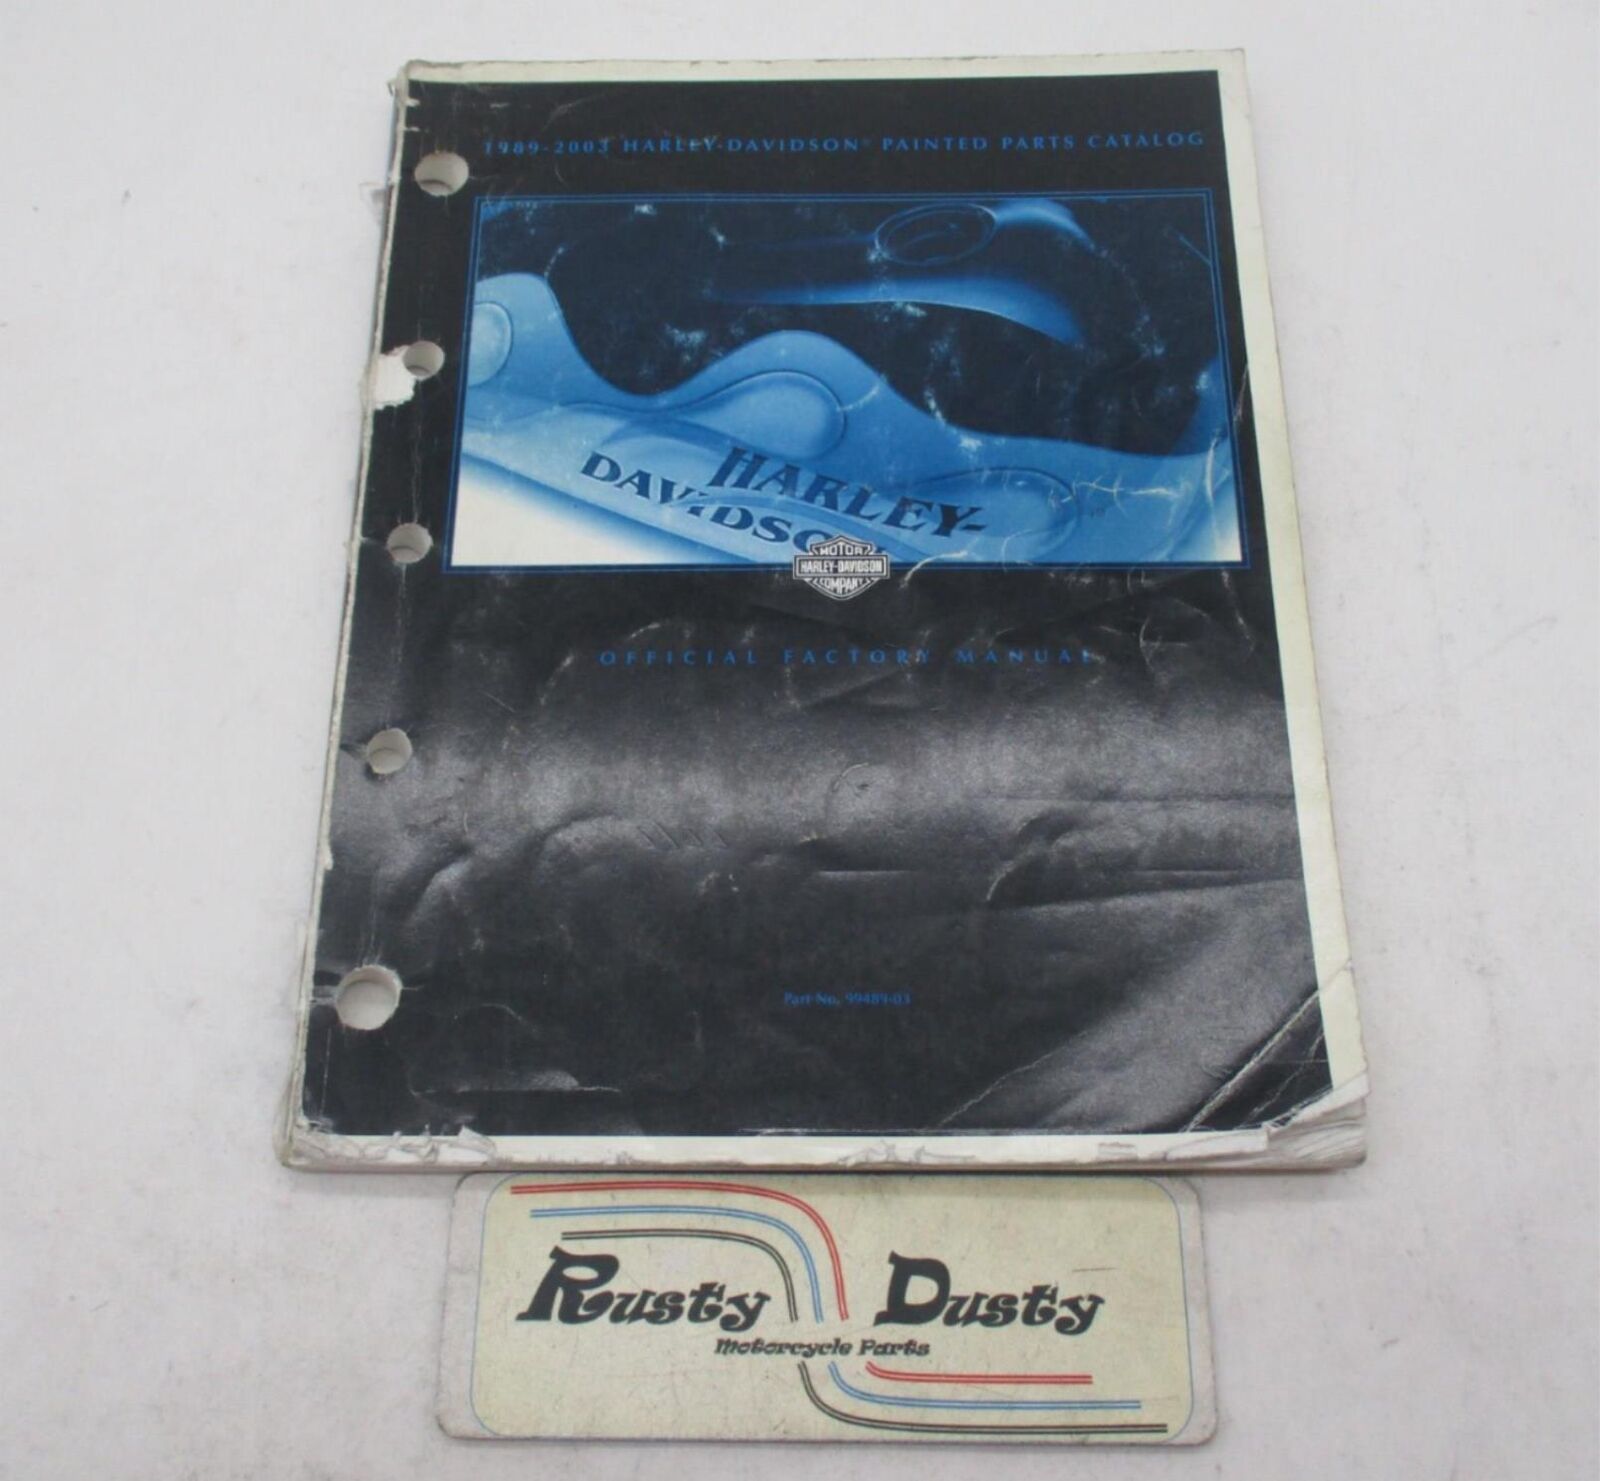 1989-2003 HARLEY-DAVIDSON® PAINTED PARTS CATALOG
HARLEY-
DAVIDSON
MOTOR
HARLEY-DAVIDSON
COMPANY
OFFICIAL FACTORY MANUAL
Part No. 99489-03
Rusty Dusty
Motorcycle Parts